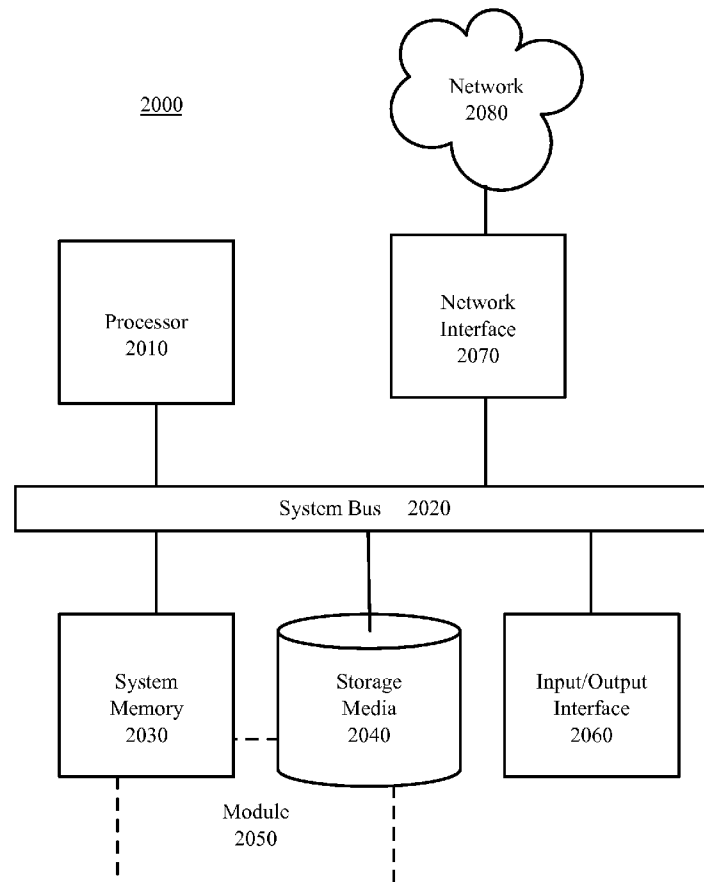 Network
2080
2000
Processor
2010
Network
Interface
2070
System Bus 2020
System
Memory
2030
Storage
Media
2040
Input/Output
Interface
2060
Module
2050